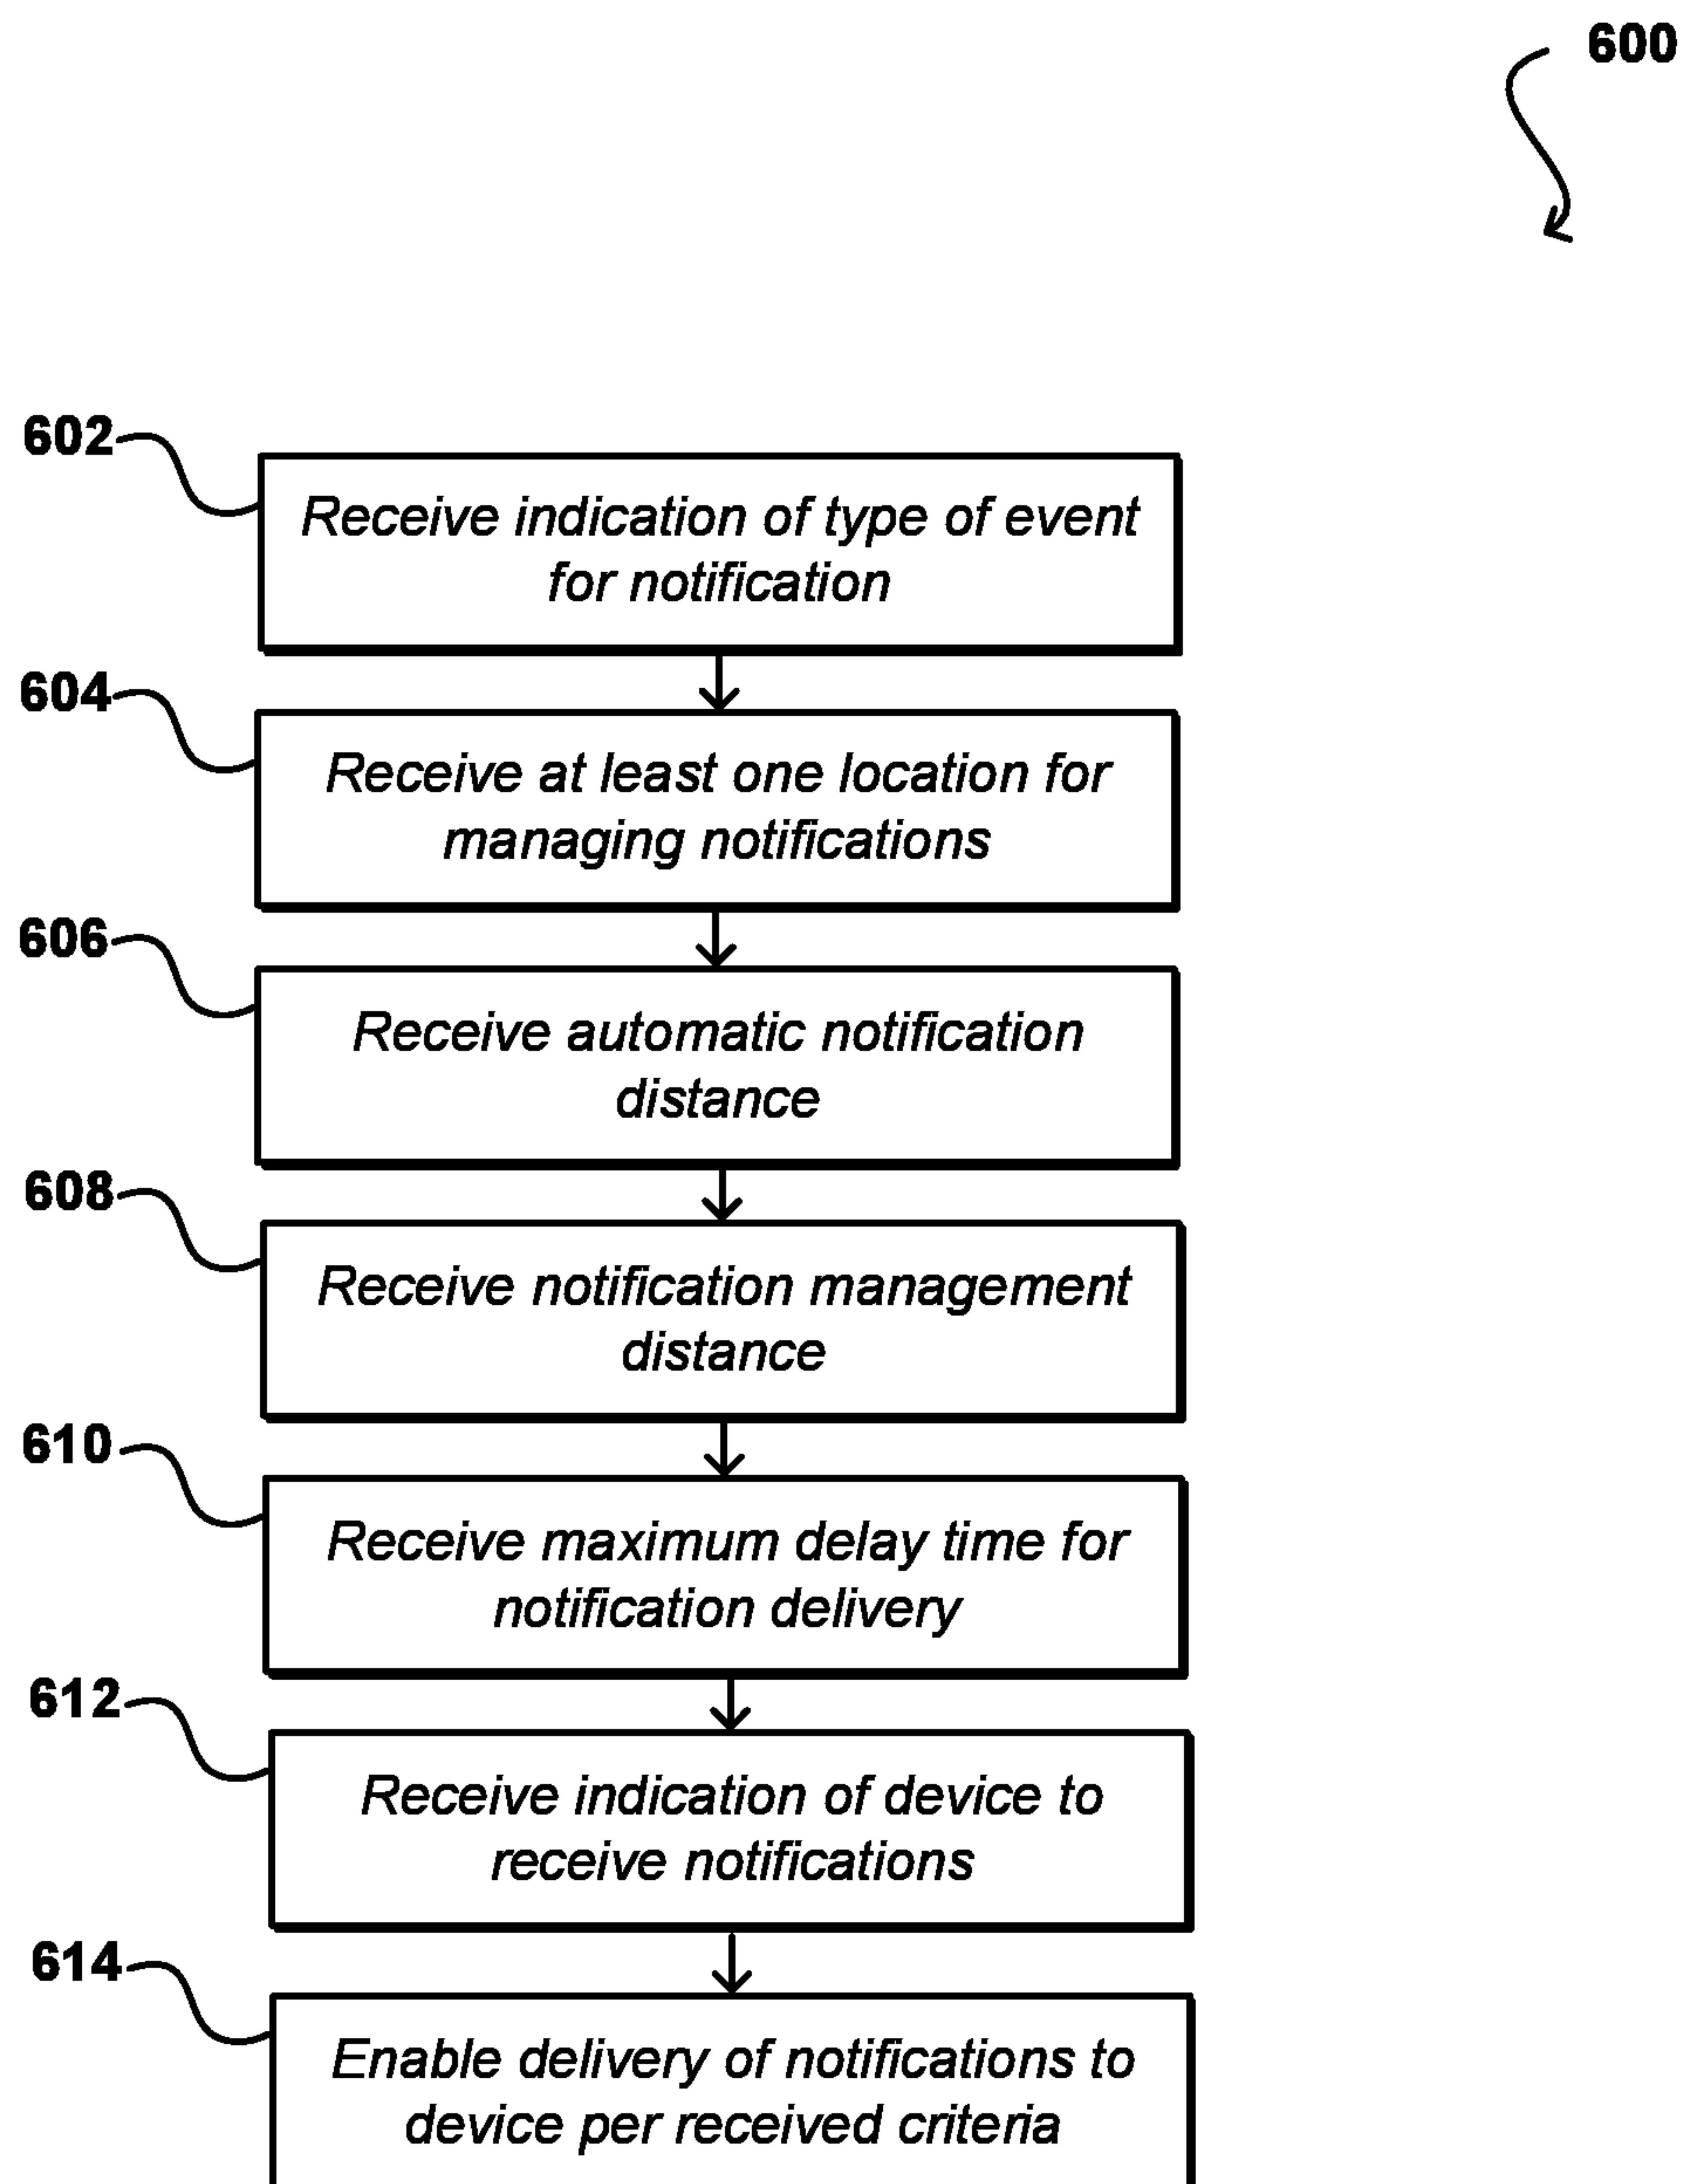 600
602
Receive indication of type of event
for notification
604
Receive at least one location for
managing notifications
606
Receive automatic notification
distance
608
Receive notification management
distance
610
Receive maximum delay time for
notification delivery
612
Receive indication of device to
receive notifications
614
Enable delivery of notifications to
device per received criteria